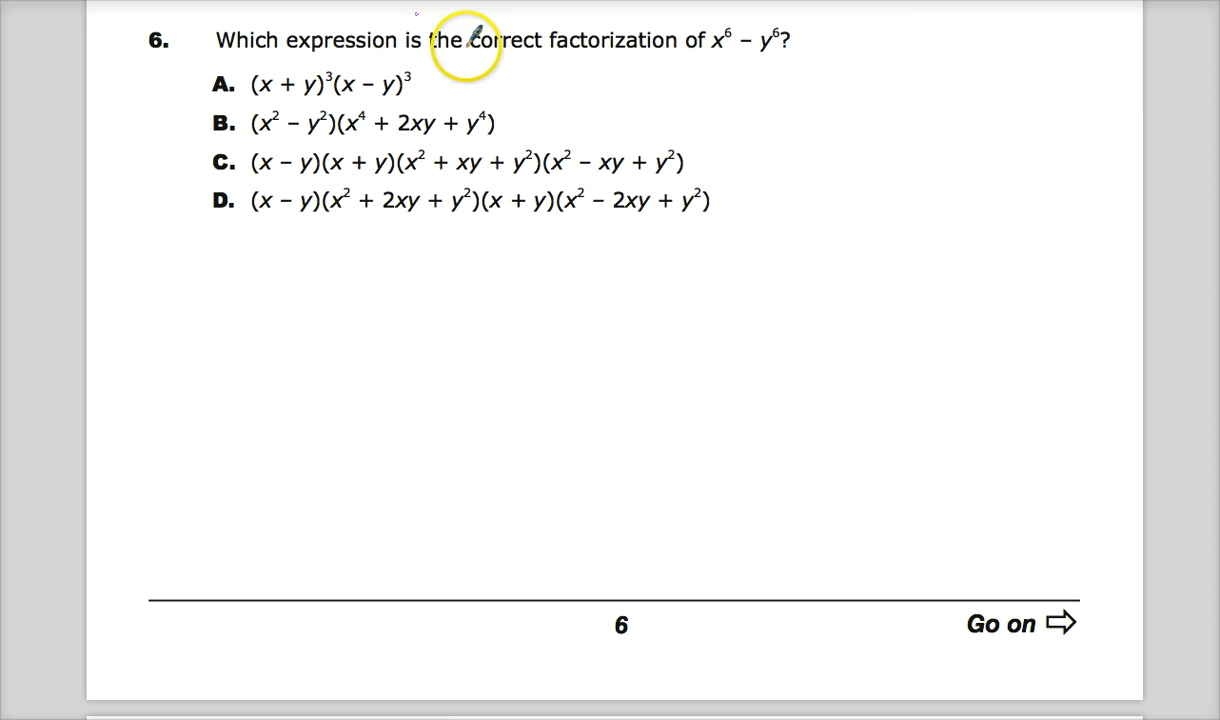 6. Which expression is the correct factorization of x⁶ – y⁶?
A. (x + y)³(x – y)³
B. (x² – y²)(x⁴ + 2xy + y⁴)
C. (x – y)(x + y)(x² + xy + y²)(x² – xy + y²)
D. (x – y)(x² + 2xy + y²)(x + y)(x² – 2xy + y²)
6 Go on